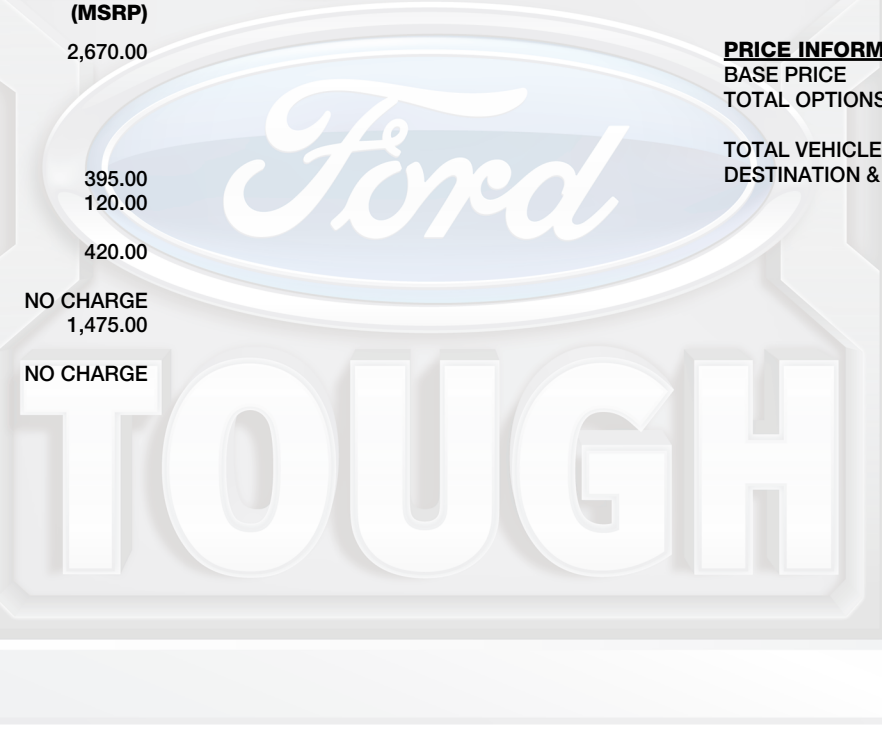 (MSRP)
2,670.00
395.00
120.00
420.00
NO CHARGE
1,475.00
NO CHARGE
PRICE INFORM
BASE PRICE
TOTAL OPTIONS
TOTAL VEHICLE
DESTINATION &
Ford
TOUGH